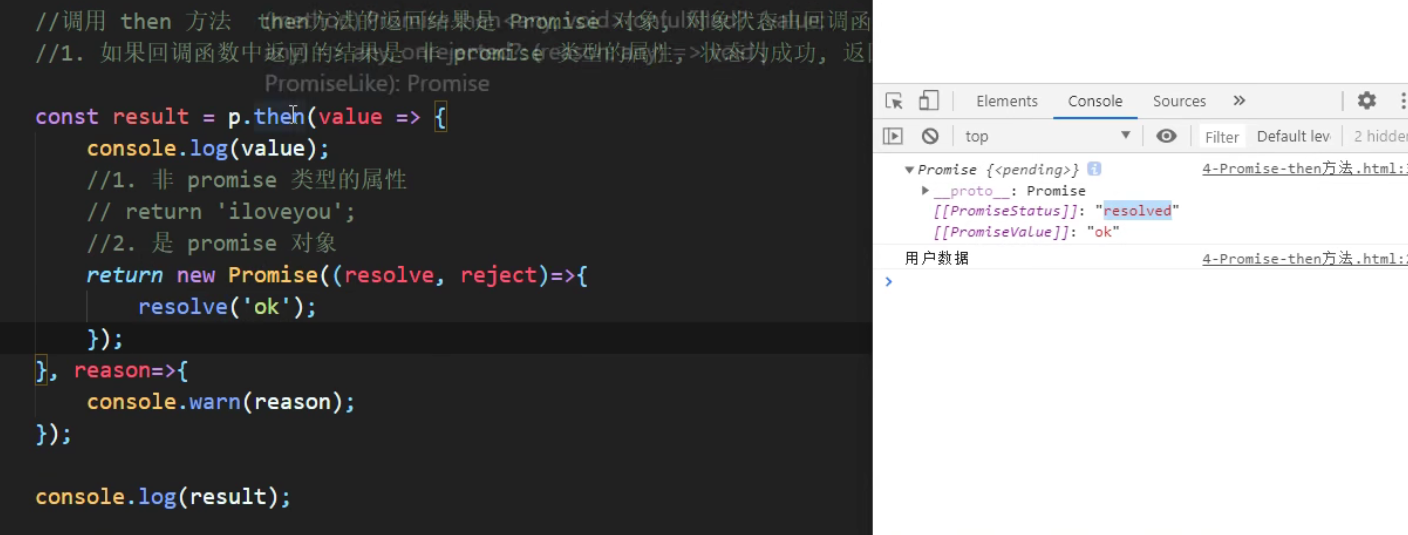 //调用 then 方法 then方法的返回结果是 Promise 对象, 对象状态由回调函
//1. 如果回调函数中返回的结果是 非 promise 类型的属性, 状态为成功, 返
PromiseLike): Promise
const result = p.then(value => {
console.log(value);
//1. 非 promise 类型的属性
// return 'iloveyou';
//2. 是 promise 对象
return new Promise((resolve, reject)=>{
resolve('ok');
});
}, reason=>{
console.warn(reason);
});
console.log(result);
Elements Console Sources »
top Filter Default lev 2 hidden
Promise {<pending>} i 4-Promise-then方法.html:
__proto__: Promise
[[PromiseStatus]]: "resolved"
[[PromiseValue]]: "ok"
用户数据 4-Promise-then方法.html: